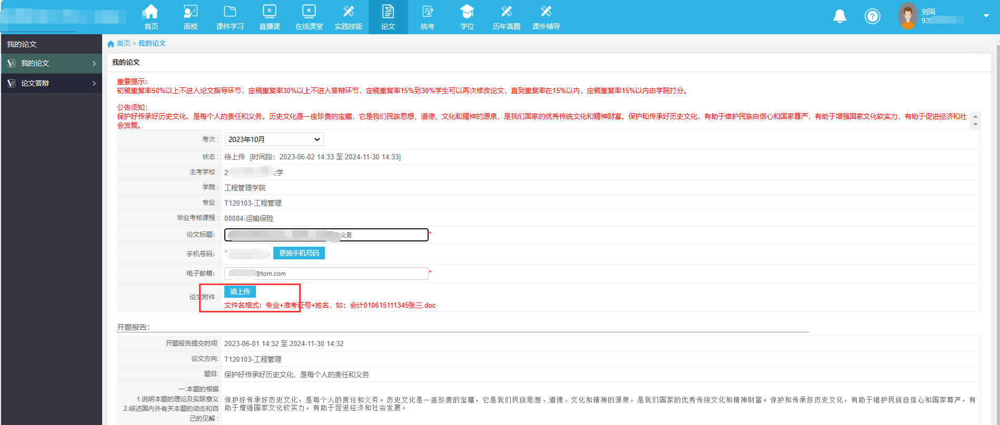 首页 面授 课件学习 直播课 在线课堂 实践技能 论文 统考 学位 历年真题 课外辅导
刘瑶
93
我的论文
我的论文
论文答辩
首页 > 我的论文
我的论文
重要提示：
初稿重复率50%以上不进入论文指导环节，定稿重复率30%以上不进入答辩环节，定稿重复率15%到30%学生可以再次修改论文，直到重复率在15%以内，定稿重复率15%以内由学院打分。
公告须知：
保护好传承好历史文化，是每个人的责任和义务。历史文化是一座珍贵的宝藏，它是我们民族思想、道德、文化和精神的源泉，是我们国家的优秀传统文化和精神财富。保护和传承好历史文化，有助于维护民族自信心和国家尊严，有助于增强国家文化软实力，有助于促进经济和社
会发展。
考次： 2023年10月
状态： 待上传 [时间段：2023-06-02 14:33 至 2024-11-30 14:33]
主考学校： 2 大学
学院： 工程管理学院
专业： T120103-工程管理
毕业考核课程： 00084-运输保险
论文标题： 义务 *
手机号码： 更换手机号码
电子邮箱： @tom.com *
论文附件： 请上传
文件名格式：专业+准考证号+姓名，如：会计010615111345张三.doc
开题报告：
开题报告提交时间: 2023-06-01 14:32 至 2024-11-30 14:32
论文方向: T120103-工程管理
题目: 保护好传承好历史文化，是每个人的责任和义务
一.本题的根据
1.说明本题的理论及实际意义
2.综述国内外有关本题的动态和自
己的见解：
保护好传承好历史文化，是每个人的责任和义务。历史文化是一座珍贵的宝藏，它是我们民族思想、道德、文化和精神的源泉，是我们国家的优秀传统文化和精神财富。保护和传承好历史文化，有助于维护民族自信心和国家尊严，有
助于增强国家文化软实力，有助于促进经济和社会发展。